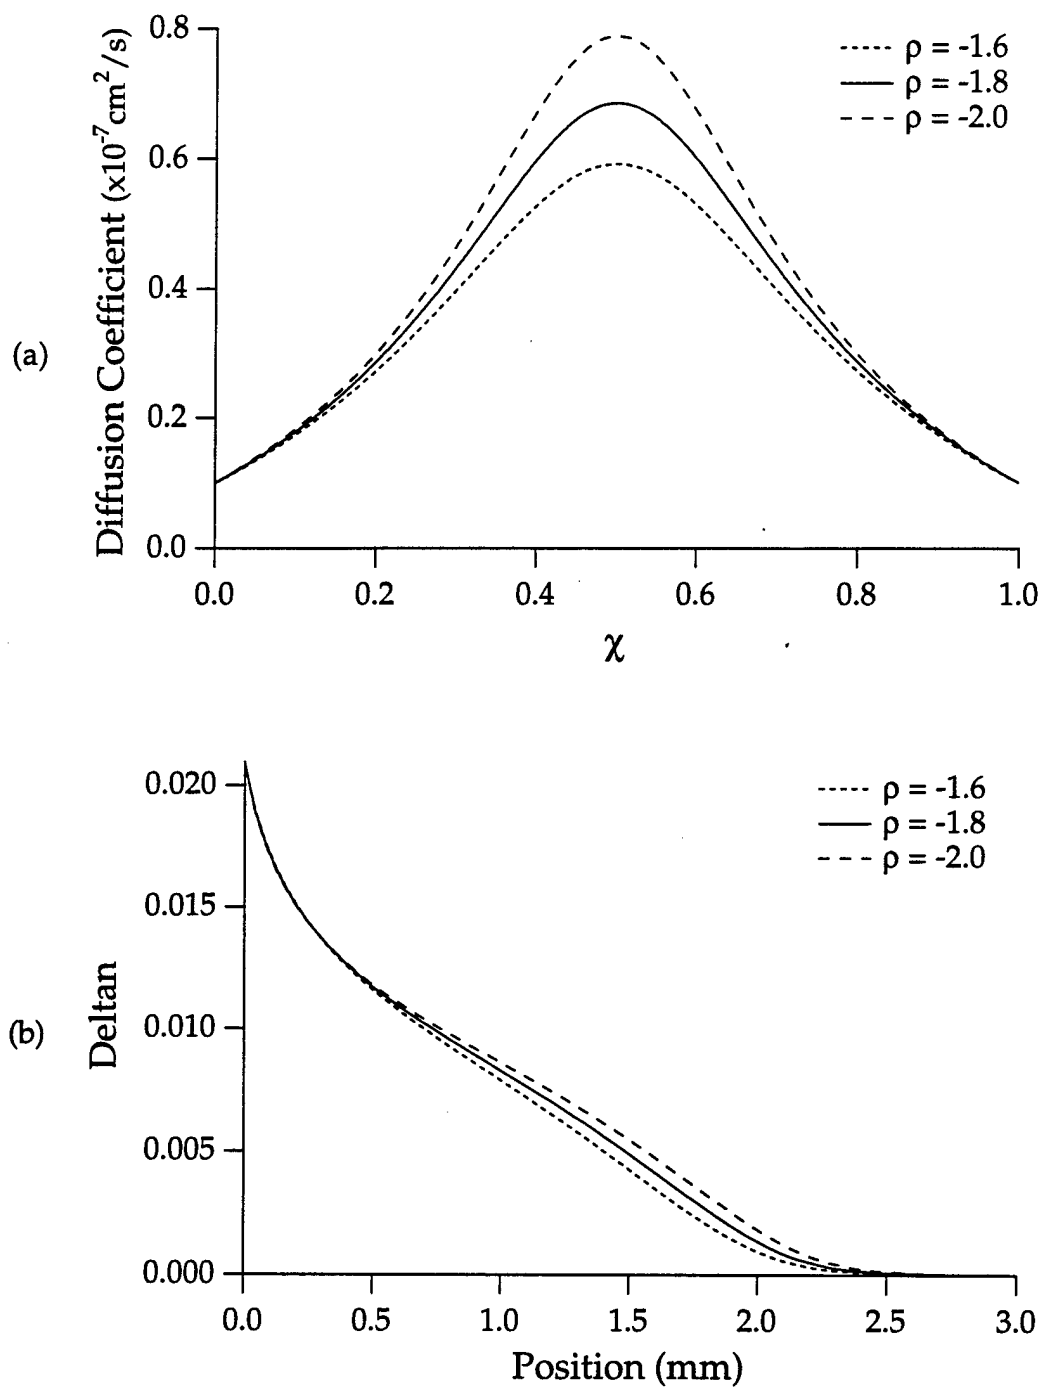 (a)
Diffusion Coefficient (x10⁻⁷cm²/s)
0.8
0.6
0.4
0.2
0.0
0.0 0.2 0.4 0.6 0.8 1.0
χ
ρ = -1.6
ρ = -1.8
ρ = -2.0
(b)
Deltan
0.020
0.015
0.010
0.005
0.000
0.0 0.5 1.0 1.5 2.0 2.5 3.0
Position (mm)
ρ = -1.6
ρ = -1.8
ρ = -2.0